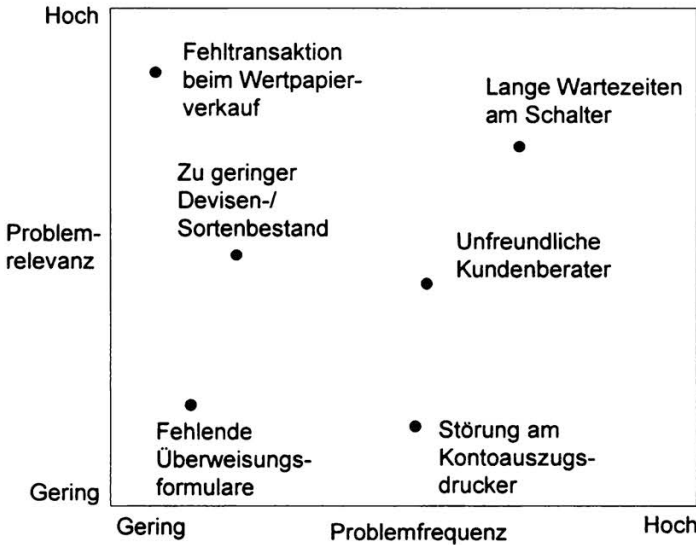 Hoch
Fehltransaktion
beim Wertpapier-
verkauf
Lange Wartezeiten
am Schalter
Zu geringer
Devisen-/
Sortenbestand
Problem-
relevanz
Unfreundliche
Kundenberater
Fehlende
Überweisungs-
formulare
Störung am
Kontoauszugs-
drucker
Gering
Gering
Problemfrequenz
Hoch